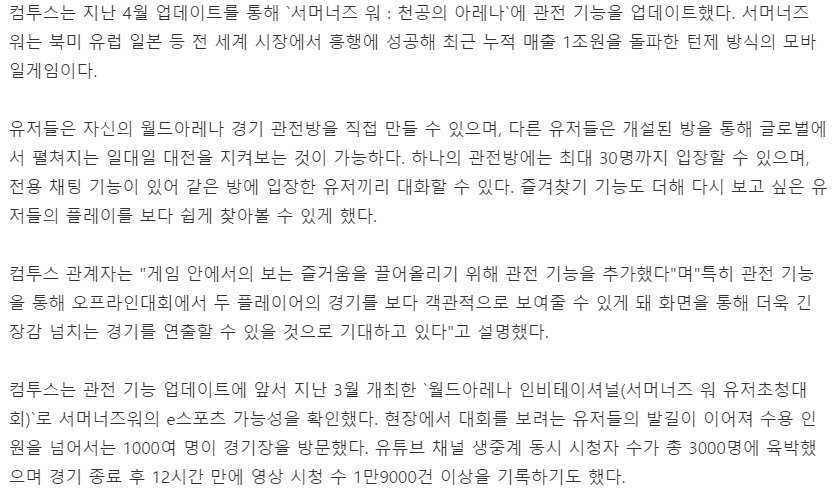 컴투스는 지난 4월 업데이트를 통해 `서머너즈 워 : 천공의 아레나`에 관전 기능을 업데이트했다. 서머너즈
워는 북미 유럽 일본 등 전 세계 시장에서 흥행에 성공해 최근 누적 매출 1조원을 돌파한 턴제 방식의 모바
일게임이다.
유저들은 자신의 월드아레나 경기 관전방을 직접 만들 수 있으며, 다른 유저들은 개설된 방을 통해 글로벌에
서 펼쳐지는 일대일 대전을 지켜보는 것이 가능하다. 하나의 관전방에는 최대 30명까지 입장할 수 있으며,
전용 채팅 기능이 있어 같은 방에 입장한 유저끼리 대화할 수 있다. 즐겨찾기 기능도 더해 다시 보고 싶은 유
저들의 플레이를 보다 쉽게 찾아볼 수 있게 했다.
컴투스 관계자는 "게임 안에서의 보는 즐거움을 끌어올리기 위해 관전 기능을 추가했다"며"특히 관전 기능
을 통해 오프라인대회에서 두 플레이어의 경기를 보다 객관적으로 보여줄 수 있게 돼 화면을 통해 더욱 긴
장감 넘치는 경기를 연출할 수 있을 것으로 기대하고 있다"고 설명했다.
컴투스는 관전 기능 업데이트에 앞서 지난 3월 개최한 `월드아레나 인비테이셔널(서머너즈 워 유저초청대
회)`로 서머너즈워의 e스포츠 가능성을 확인했다. 현장에서 대회를 보려는 유저들의 발길이 이어져 수용 인
원을 넘어서는 1000여 명이 경기장을 방문했다. 유튜브 채널 생중계 동시 시청자 수가 총 3000명에 육박했
으며 경기 종료 후 12시간 만에 영상 시청 수 1만9000건 이상을 기록하기도 했다.